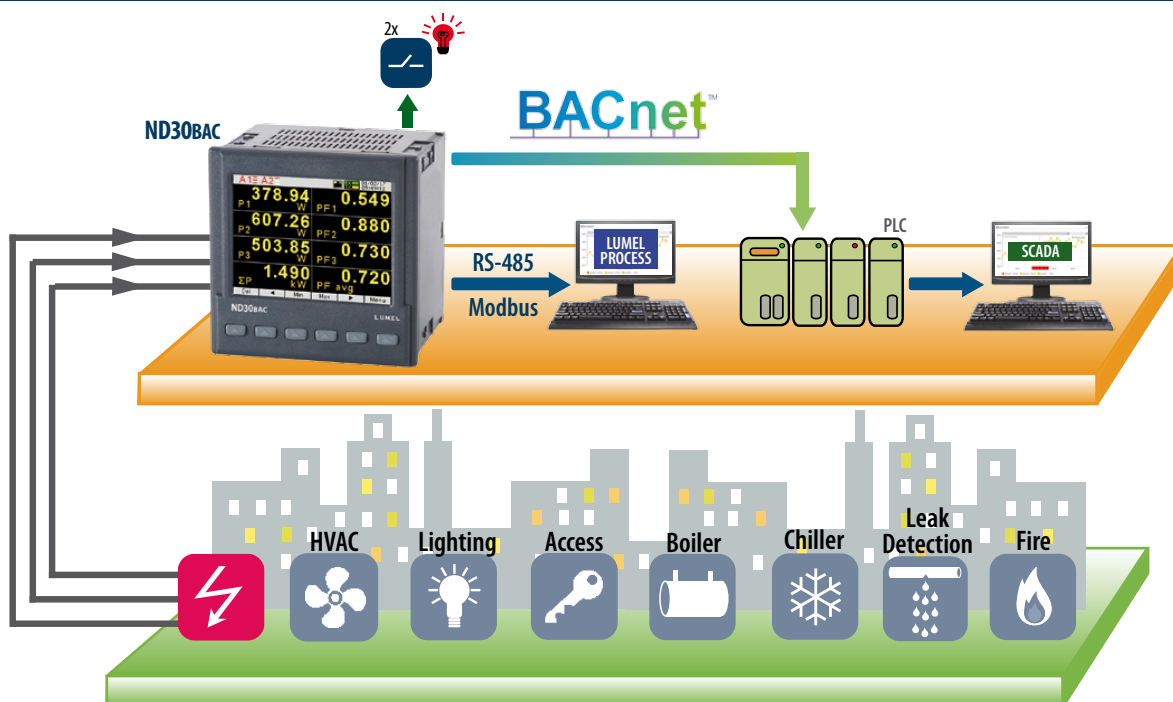 2x
BACnet™
ND30BAC
A1 A2
P1 378.94 W PF1 0.549
P2 607.26 W PF2 0.880
P3 503.85 W PF3 0.730
ΣP 1.490 kW PF avg 0.720
Del ◄ Min Max ► Menu
ND30BAC
LUMEL
RS-485
Modbus
LUMEL
PROCESS
PLC
SCADA
HVAC
Lighting
Access
Boiler
Chiller
Leak
Detection
Fire